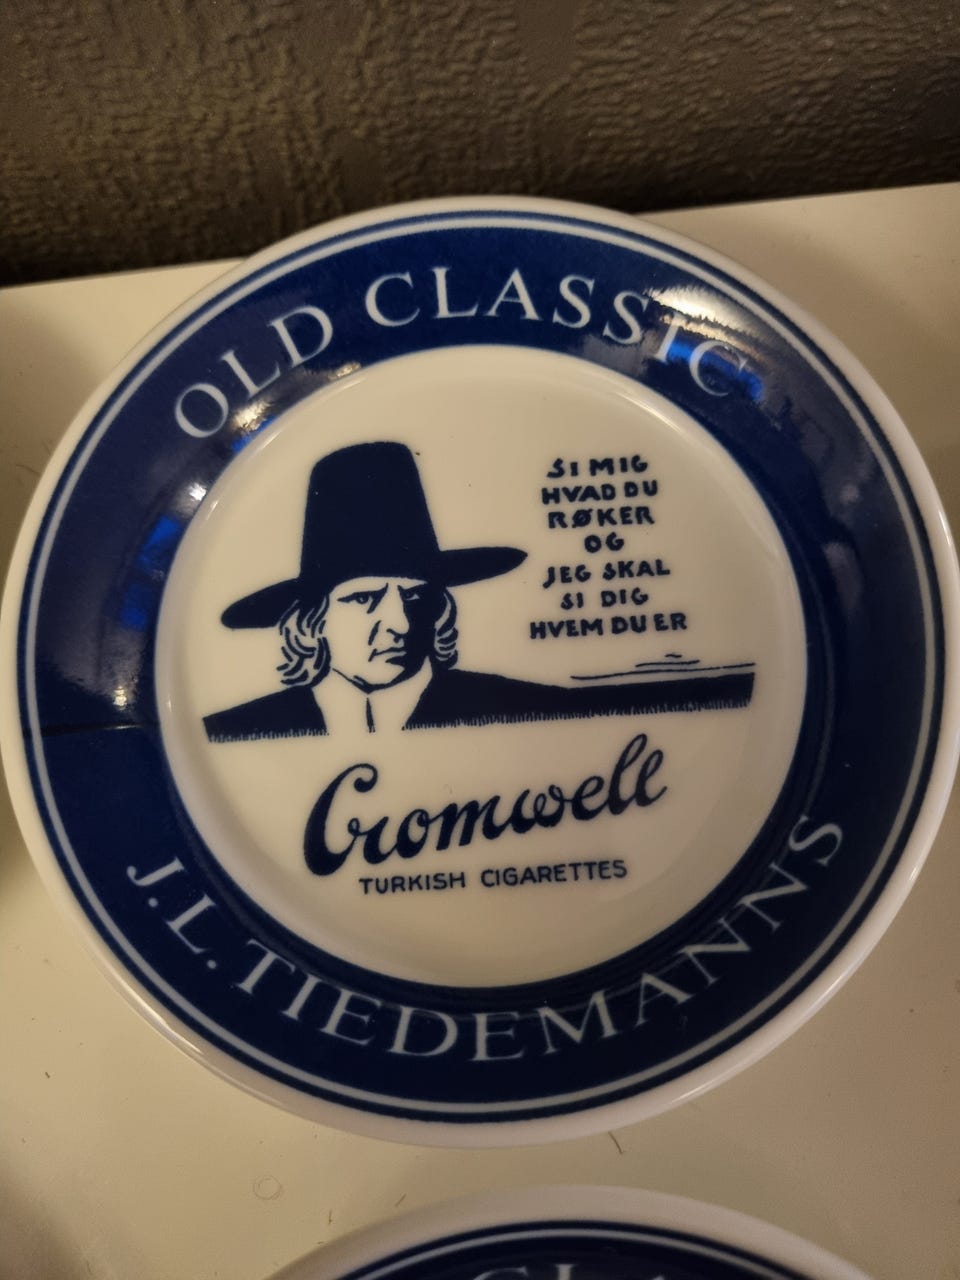 OLD CLASSIC
SI MIG
HVAD DU
RØKER
OG
JEG SKAL
SI DIG
HVEM DU ER
Cromwell
TURKISH CIGARETTES
J.L.TIEDEMANNS